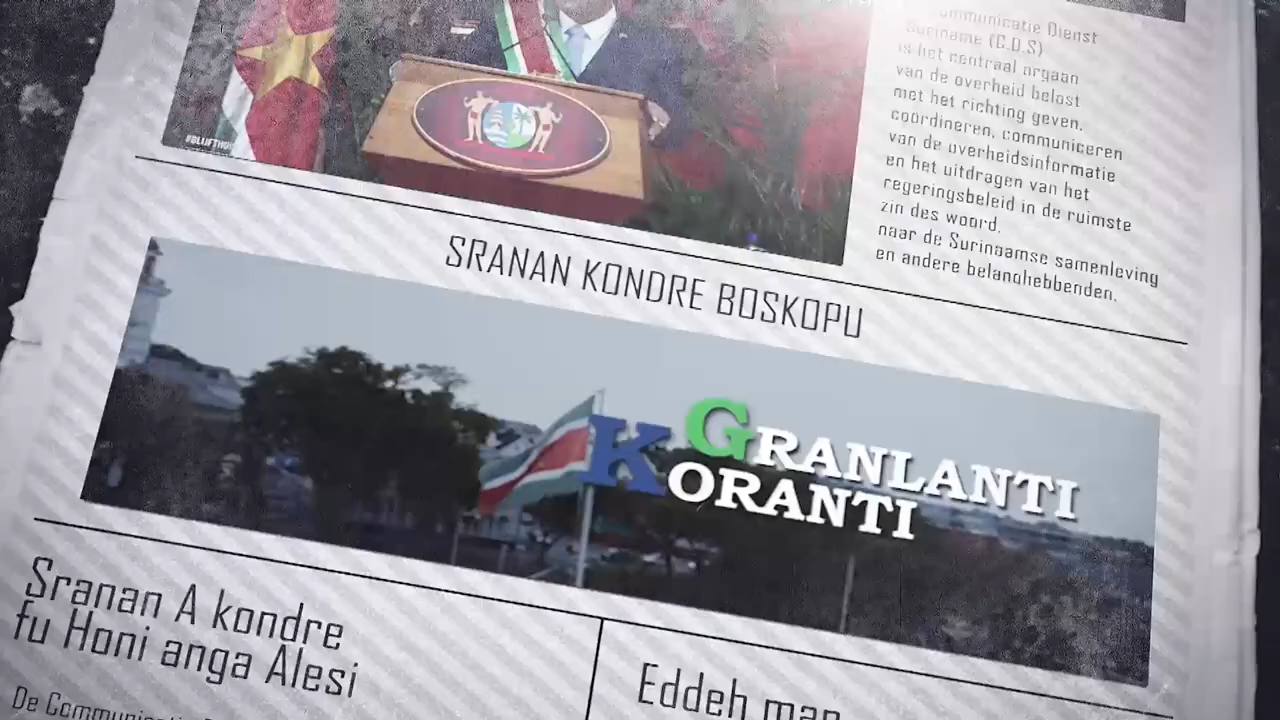 #BLIJFTHUIS
Communicatie Dienst
Suriname (C.D.S)
is het centraal orgaan
van de overheid belast
met het richting geven,
coördineren, communiceren
van de overheidsinformatie
en het uitdragen van het
regeringsbeleid in de ruimste
zin des woord.
naar de Surinaamse samenleving
en andere belanghebbenden.
SRANAN KONDRE BOSKOPU
GRANLANTI
KORANTI
Sranan A kondre
fu Honi anga Alesi
De
Eddeh man